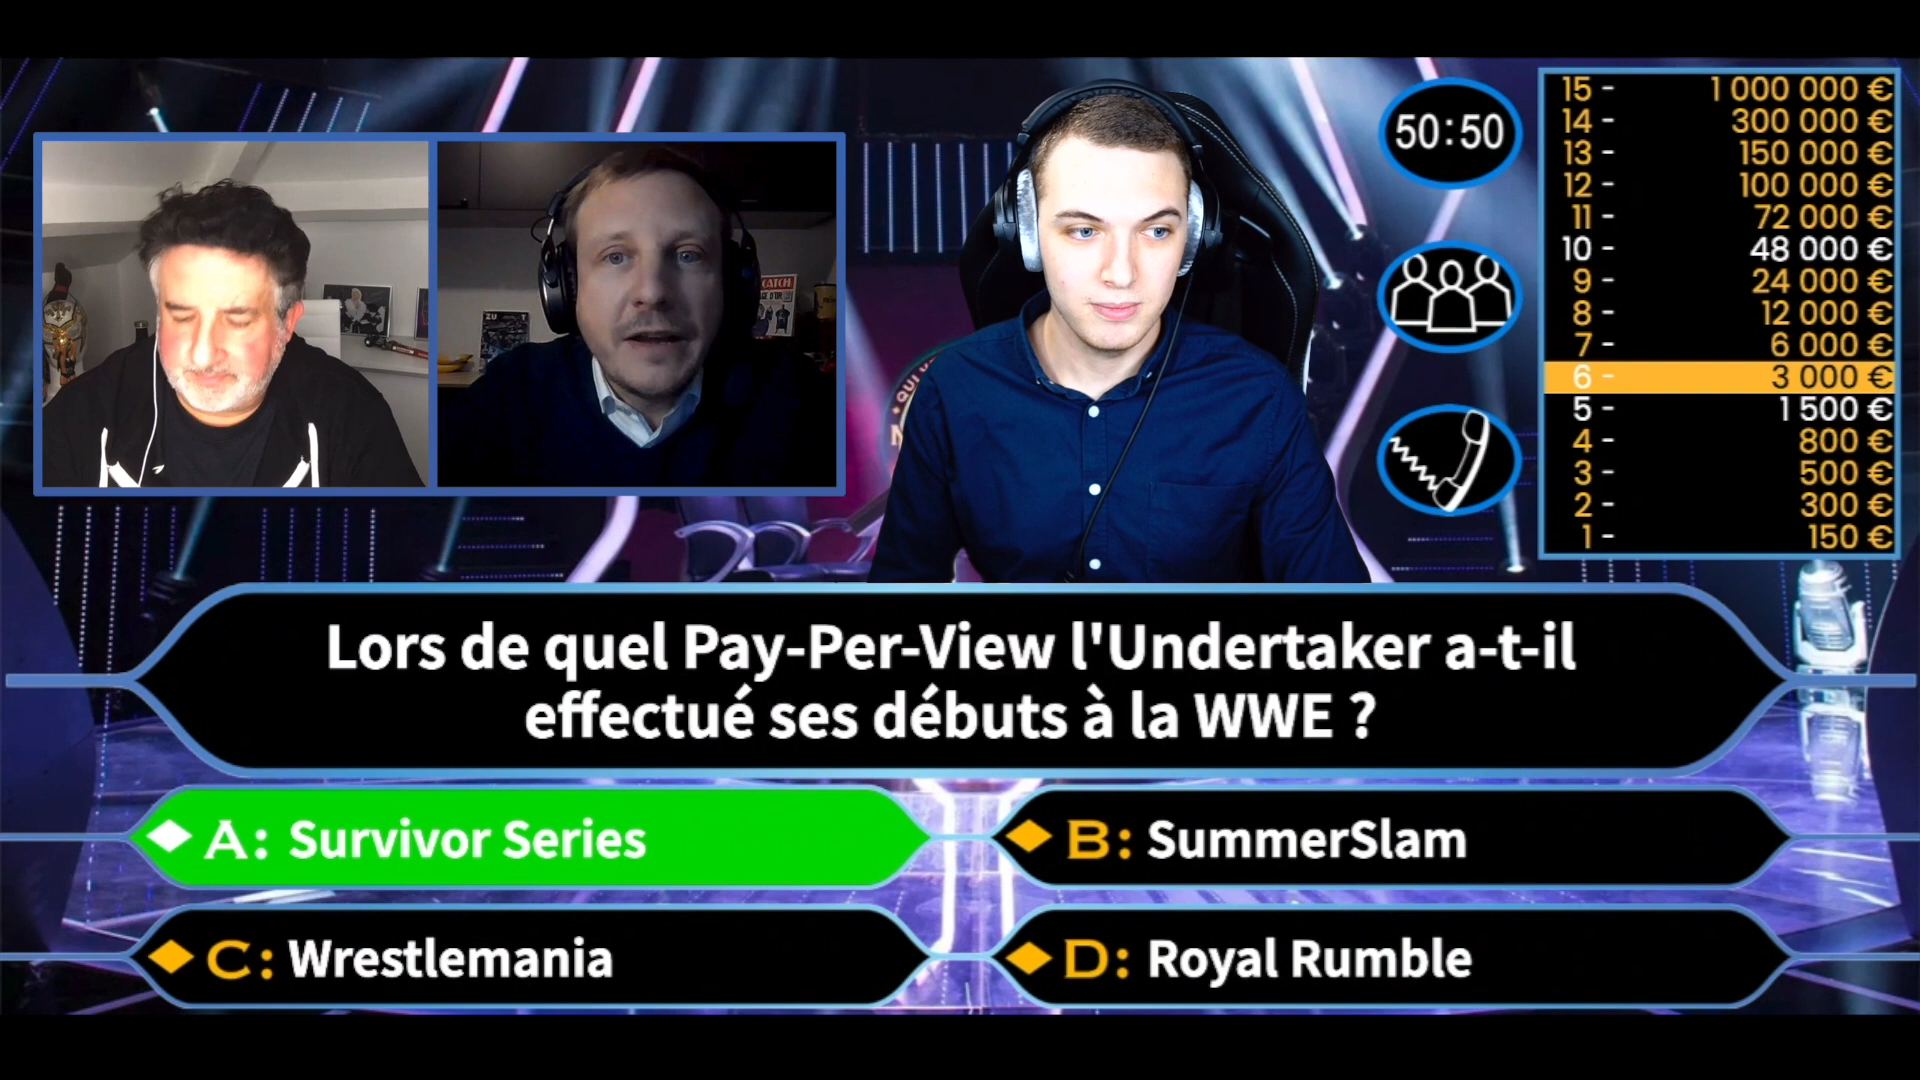 50:50
15 - 1 000 000 €
14 - 300 000 €
13 - 150 000 €
12 - 100 000 €
11 - 72 000 €
10 - 48 000 €
9 - 24 000 €
8 - 12 000 €
7 - 6 000 €
6 - 3 000 €
5 - 1 500 €
4 - 800 €
3 - 500 €
2 - 300 €
1 - 150 €
CATCH
Lors de quel Pay-Per-View l'Undertaker a-t-il
effectué ses débuts à la WWE ?
A: Survivor Series
B: SummerSlam
C: Wrestlemania
D: Royal Rumble